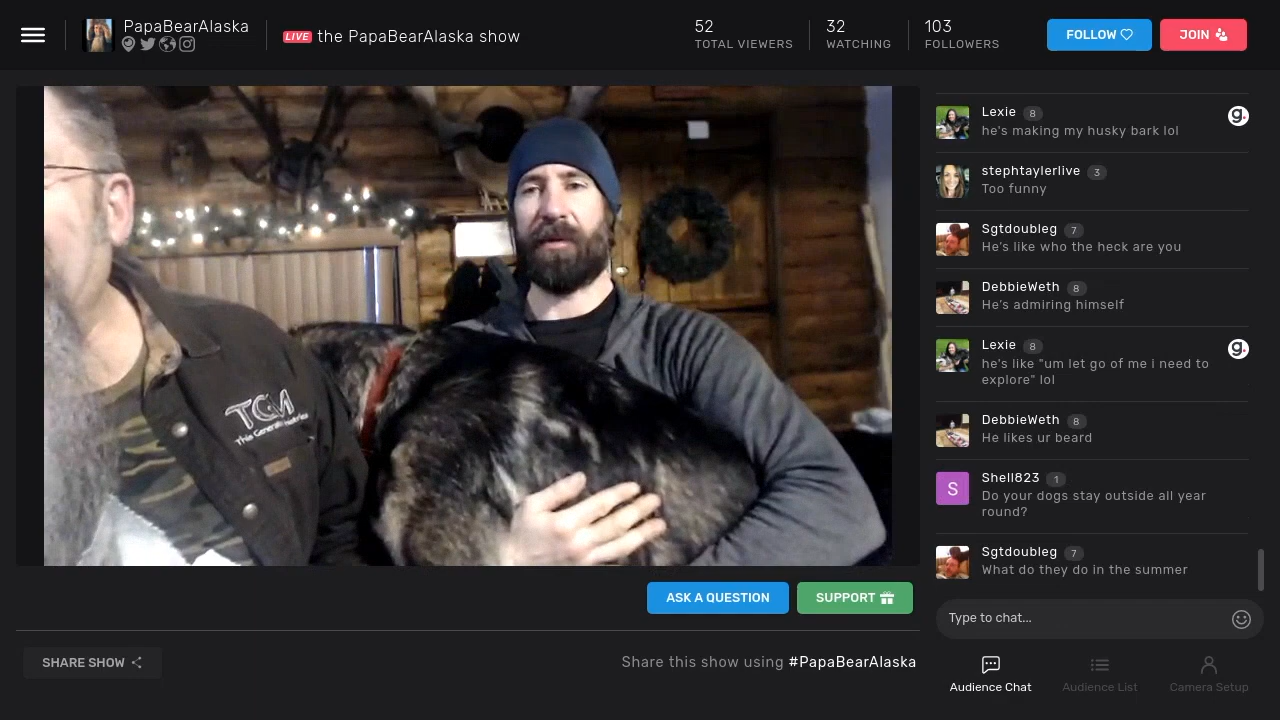 PapaBearAlaska
LIVE the PapaBearAlaska show
52
TOTAL VIEWERS
32
WATCHING
103
FOLLOWERS
FOLLOW
JOIN
TGM
This Generation
Lexie 8
g.
he's making my husky bark lol
stephtaylerlive 3
Too funny
Sgtdoubleg 7
He's like who the heck are you
DebbieWeth 8
He's admiring himself
Lexie 8
g.
he's like "um let go of me i need to
explore" lol
DebbieWeth 8
He likes ur beard
S
Shell823 1
Do your dogs stay outside all year
round?
Sgtdoubleg 7
What do they do in the summer
Type to chat...
Audience Chat
Audience List
Camera Setup
ASK A QUESTION
SUPPORT
SHARE SHOW
Share this show using #PapaBearAlaska